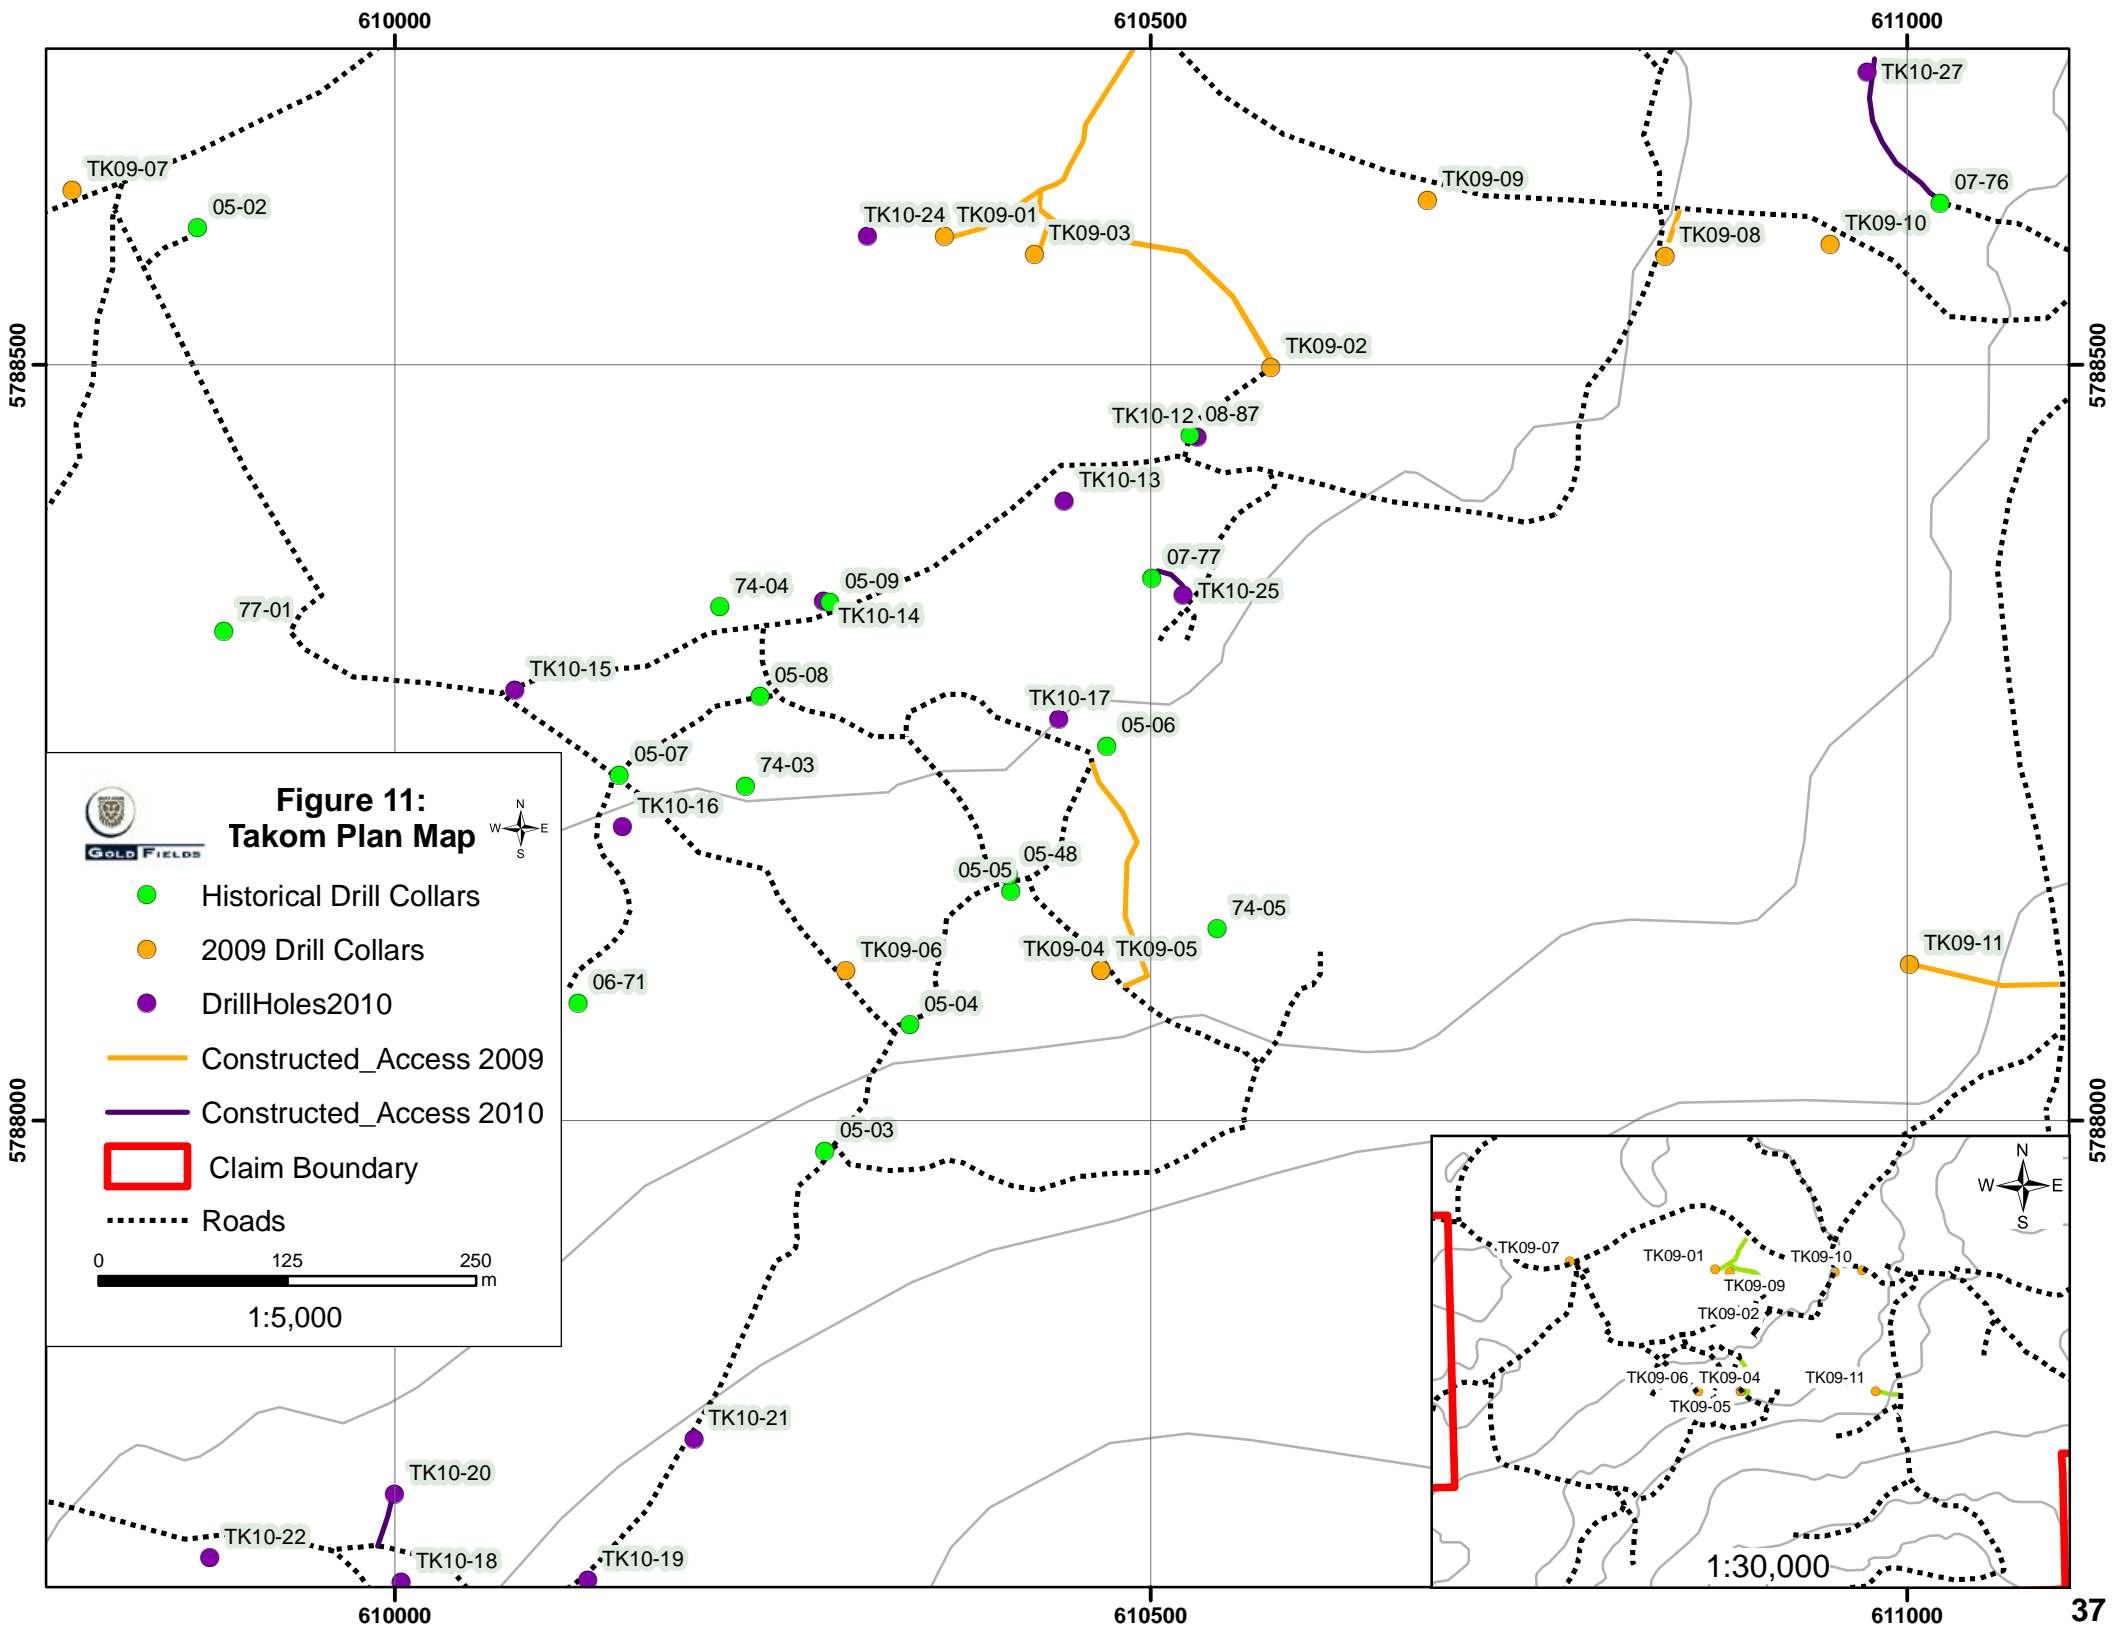 610000
610500
611000
TK10-27
TK09-07
TK09-09
07-76
05-02
TK10-24
TK09-01
TK09-03
TK09-08
TK09-10
5788500
5788500
TK09-02
TK10-12
08-87
TK10-13
07-77
TK10-25
74-04
05-09
TK10-14
77-01
TK10-15
05-08
TK10-17
05-06
05-07
74-03
TK10-16
05-48
05-05
74-05
TK09-06
TK09-04
TK09-05
TK09-11
06-71
05-04
05-03
5788000
5788000
Figure 11:
Takom Plan Map
GOLD FIELDS
N
W
E
S
Historical Drill Collars
2009 Drill Collars
DrillHoles2010
Constructed_Access 2009
Constructed_Access 2010
Claim Boundary
Roads
0
125
250
m
1:5,000
TK10-21
TK10-20
TK10-22
TK10-18
TK10-19
N
W
E
S
TK09-07
TK09-01
TK09-10
TK09-09
TK09-02
TK09-06
TK09-04
TK09-11
TK09-05
1:30,000
610000
610500
611000
37